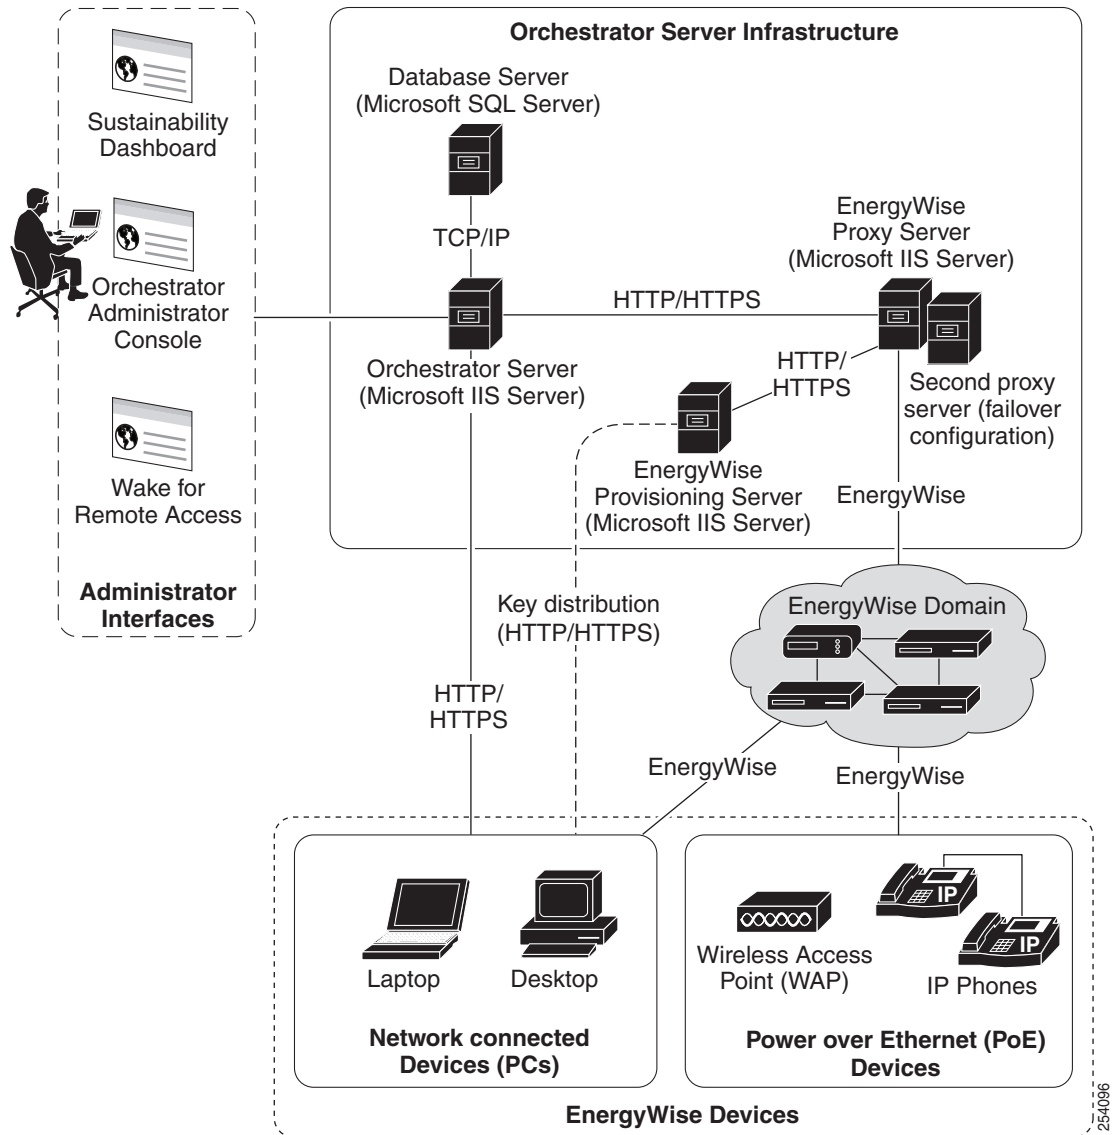 Orchestrator Server Infrastructure
Database Server
(Microsoft SQL Server)
Sustainability
Dashboard
TCP/IP
EnergyWise
Proxy Server
(Microsoft IIS Server)
Orchestrator
Administrator
Console
HTTP/HTTPS
Orchestrator Server
(Microsoft IIS Server)
HTTP/
HTTPS
Second proxy
server (failover
configuration)
Wake for
Remote Access
EnergyWise
Provisioning Server
(Microsoft IIS Server)
EnergyWise
Administrator
Interfaces
Key distribution
(HTTP/HTTPS)
EnergyWise Domain
HTTP/
HTTPS
EnergyWise
EnergyWise
Laptop
Desktop
Wireless Access
Point (WAP)
IP
IP
IP Phones
Network connected
Devices (PCs)
Power over Ethernet (PoE)
Devices
EnergyWise Devices
254096